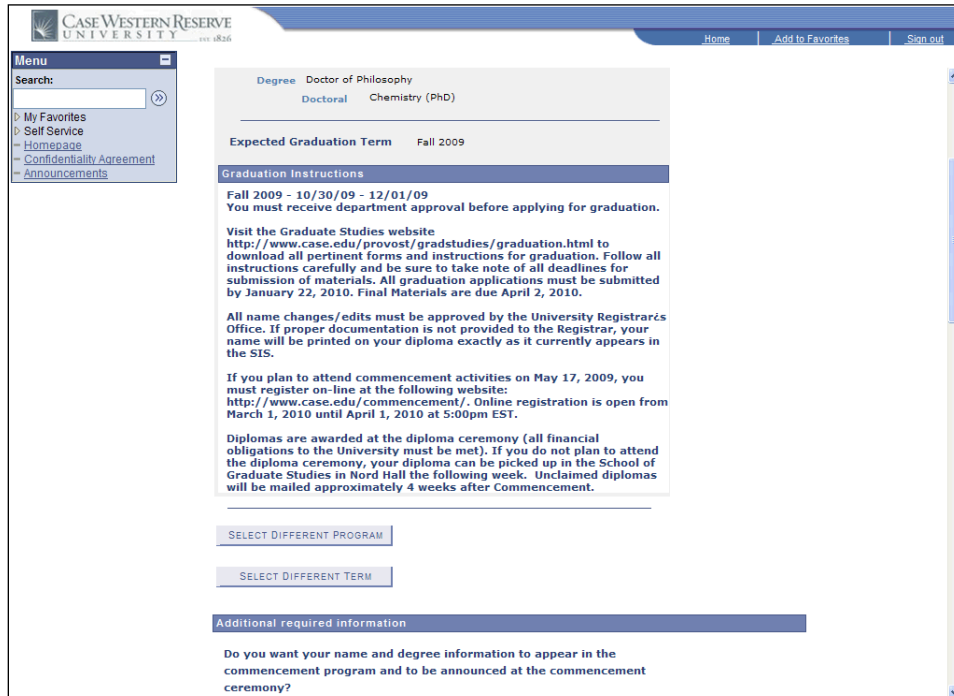 CASE WESTERN RESERVE
UNIVERSITY EST 1826
Home
Add to Favorites
Sign out
Menu
Search:
My Favorites
Self Service
Homepage
Confidentiality Agreement
Announcements
Degree Doctor of Philosophy
Doctoral Chemistry (PhD)
Expected Graduation Term Fall 2009
Graduation Instructions
Fall 2009 - 10/30/09 - 12/01/09
You must receive department approval before applying for graduation.
Visit the Graduate Studies website
http://www.case.edu/provost/gradstudies/graduation.html to
download all pertinent forms and instructions for graduation. Follow all
instructions carefully and be sure to take note of all deadlines for
submission of materials. All graduation applications must be submitted
by January 22, 2010. Final Materials are due April 2, 2010.
All name changes/edits must be approved by the University Registrar¿s
Office. If proper documentation is not provided to the Registrar, your
name will be printed on your diploma exactly as it currently appears in
the SIS.
If you plan to attend commencement activities on May 17, 2009, you
must register on-line at the following website:
http://www.case.edu/commencement/. Online registration is open from
March 1, 2010 until April 1, 2010 at 5:00pm EST.
Diplomas are awarded at the diploma ceremony (all financial
obligations to the University must be met). If you do not plan to attend
the diploma ceremony, your diploma can be picked up in the School of
Graduate Studies in Nord Hall the following week.  Unclaimed diplomas
will be mailed approximately 4 weeks after Commencement.
SELECT DIFFERENT PROGRAM
SELECT DIFFERENT TERM
Additional required information
Do you want your name and degree information to appear in the
commencement program and to be announced at the commencement
ceremony?